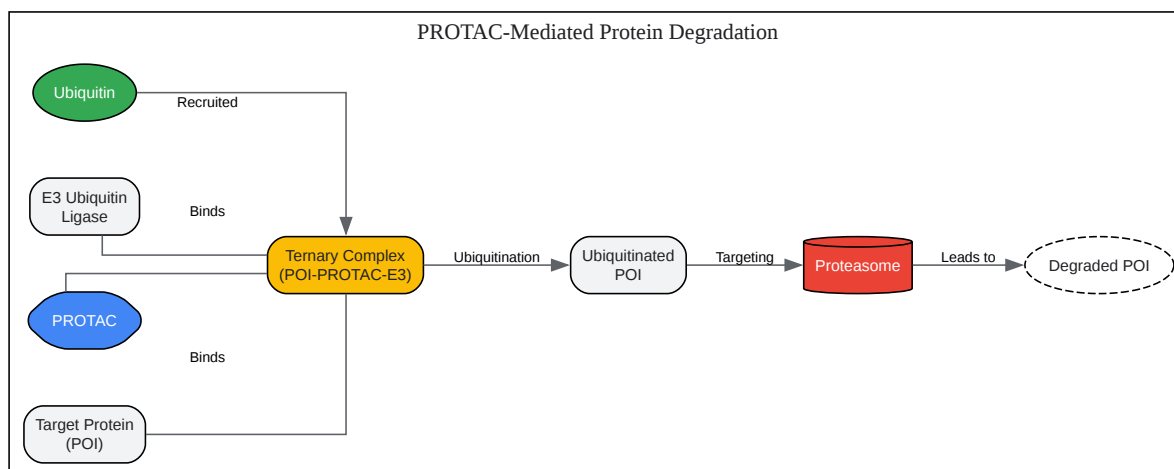 PROTAC-Mediated Protein Degradation
Ubiquitin
Recruited
E3 Ubiquitin
Ligase
Binds
Ternary Complex
(POI-PROTAC-E3)
Ubiquitination
Ubiquitinated
POI
Targeting
Proteasome
Leads to
Degraded POI
PROTAC
Binds
Target Protein
(POI)